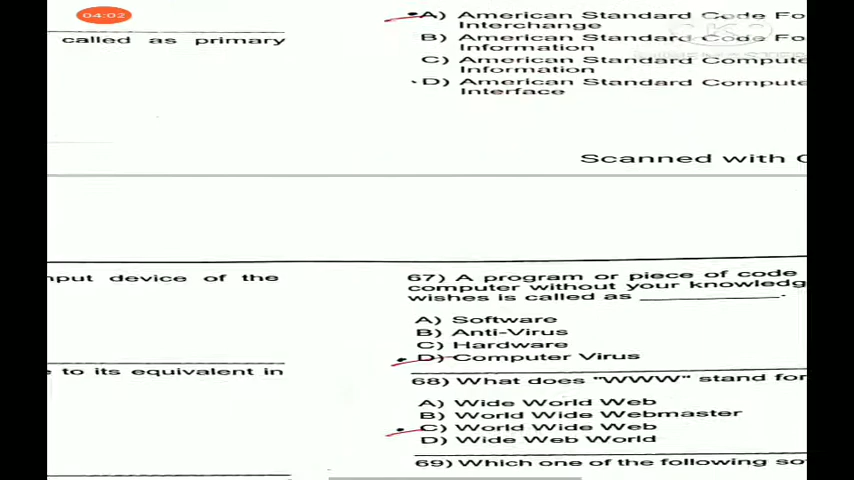 04:02
called as primary
A) American Standard Code Fo
Interchange
B) American Standard Code Fo
Information
C) American Standard Compute
Information
D) American Standard Compute
Interface
Scanned with
nput device of the
67) A program or piece of code
computer without your knowledg
wishes is called as ____________.
A) Software
B) Anti-Virus
C) Hardware
D) Computer Virus
e to its equivalent in
68) What does "WWW" stand for
A) Wide World Web
B) World Wide Webmaster
C) World Wide Web
D) Wide Web World
69) Which one of the following so